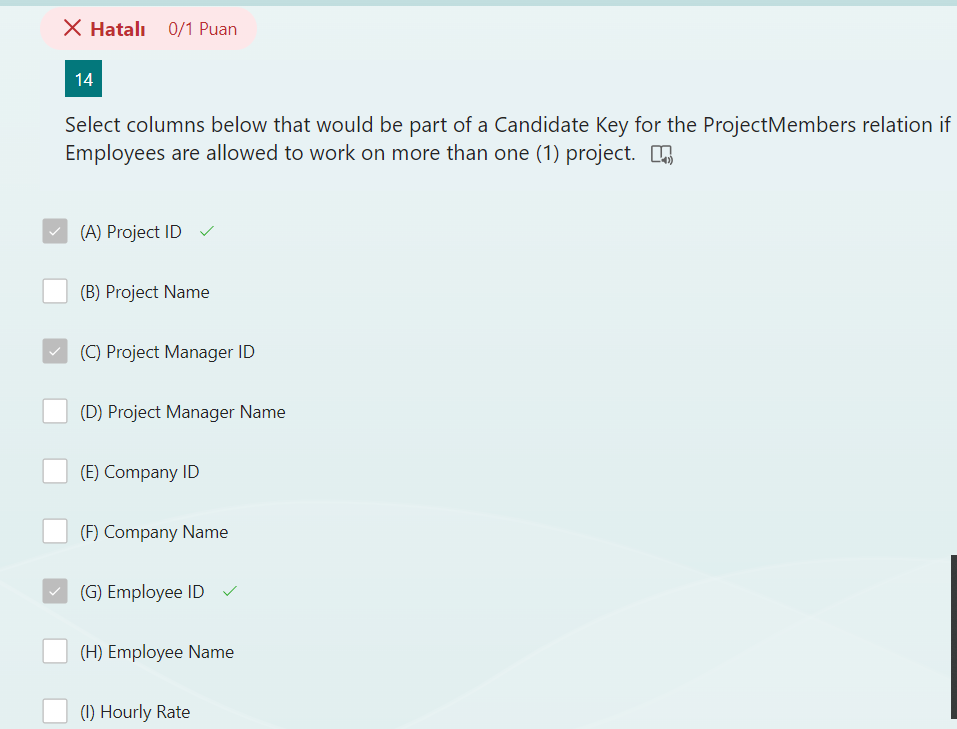 Hatalı 0/1 Puan
14
Select columns below that would be part of a Candidate Key for the ProjectMembers relation if
Employees are allowed to work on more than one (1) project.
(A) Project ID
(B) Project Name
(C) Project Manager ID
(D) Project Manager Name
(E) Company ID
(F) Company Name
(G) Employee ID
(H) Employee Name
(I) Hourly Rate